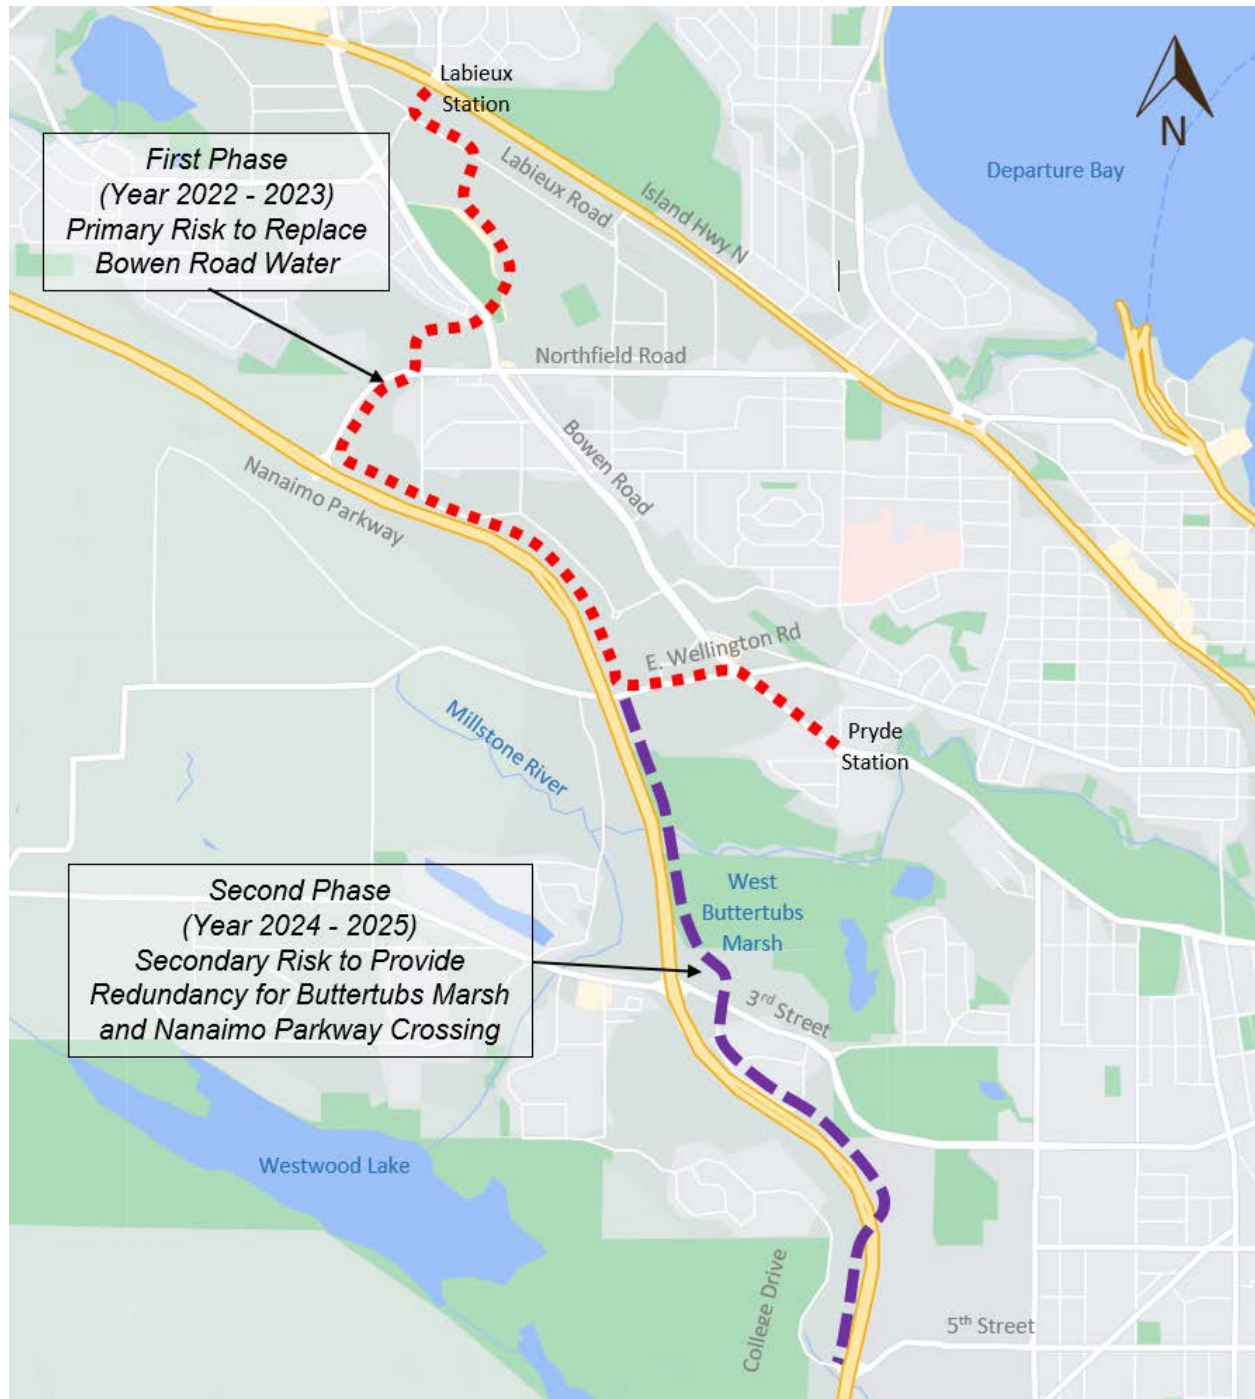 Labieux
Station
N
Departure Bay
First Phase
(Year 2022 - 2023)
Primary Risk to Replace
Bowen Road Water
Labieux Road
Island Hwy N
Northfield Road
Bowen Road
Nanaimo Parkway
E. Wellington Rd
Pryde
Station
Millstone River
West
Buttertubs
Marsh
Second Phase
(Year 2024 - 2025)
Secondary Risk to Provide
Redundancy for Buttertubs Marsh
and Nanaimo Parkway Crossing
3rd Street
Westwood Lake
College Drive
5th Street